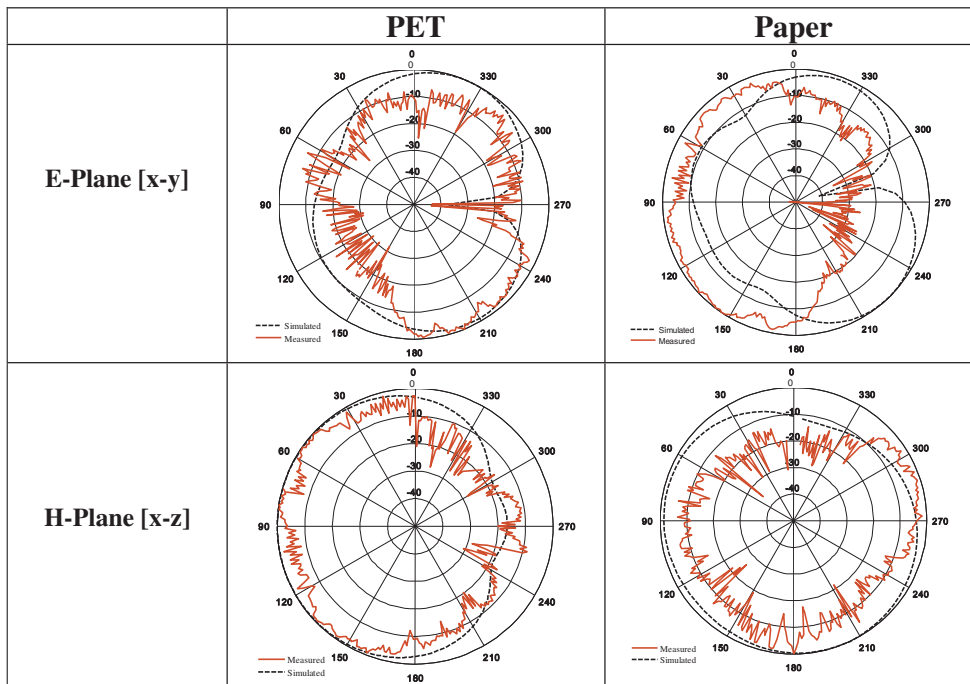 PET Paper
E-Plane [x-y]
0
0
30 330
-10
60 -20 300
-30
-40
90 270
120 240
150 210
180
Simulated
Measured
0
0
30 330
-10
60 -20 300
-30
-40
90 270
120 240
150 210
180
Simulated
Measured
H-Plane [x-z]
0
0
30 330
-10
60 -20 300
-30
-40
90 270
120 240
150 210
180
Measured
Simulated
0
0
30 330
-10
60 -20 300
-30
-40
90 270
120 240
150 210
180
Measured
Simulated